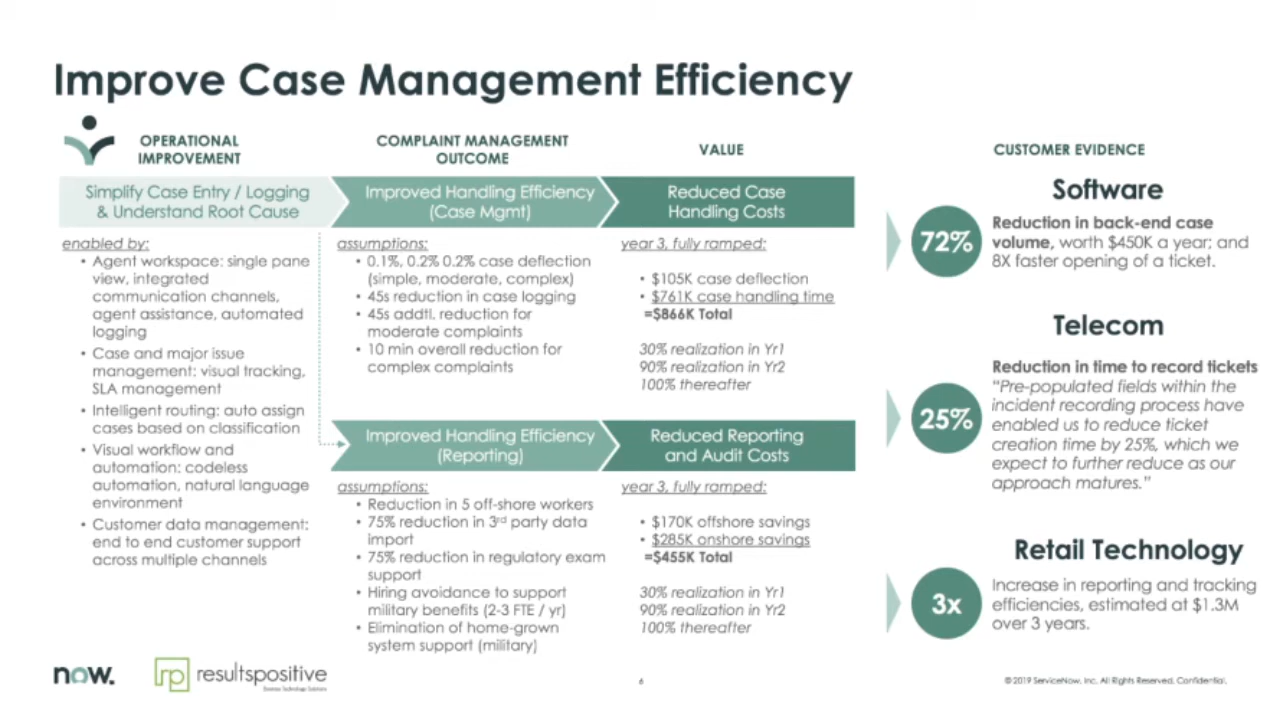 Improve Case Management Efficiency
OPERATIONAL
IMPROVEMENT
Simplify Case Entry / Logging
& Understand Root Cause
enabled by:
• Agent workspace: single pane
view, integrated
communication channels,
agent assistance, automated
logging
• Case and major issue
management: visual tracking,
SLA management
• Intelligent routing: auto assign
cases based on classification
• Visual workflow and
automation: codeless
automation, natural language
environment
• Customer data management:
end to end customer support
across multiple channels
COMPLAINT MANAGEMENT
OUTCOME
Improved Handling Efficiency
(Case Mgmt)
assumptions:
• 0.1%, 0.2% 0.2% case deflection
(simple, moderate, complex)
• 45s reduction in case logging
• 45s addtl. reduction for
moderate complaints
• 10 min overall reduction for
complex complaints
VALUE
Reduced Case
Handling Costs
year 3, fully ramped:
• $105K case deflection
• $761K case handling time
=$866K Total
30% realization in Yr1
90% realization in Yr2
100% thereafter
Improved Handling Efficiency
(Reporting)
assumptions:
• Reduction in 5 off-shore workers
• 75% reduction in 3rd party data
import
• 75% reduction in regulatory exam
support
• Hiring avoidance to support
military benefits (2-3 FTE / yr)
• Elimination of home-grown
system support (military)
Reduced Reporting
and Audit Costs
year 3, fully ramped:
• $170K offshore savings
• $285K onshore savings
=$455K Total
30% realization in Yr1
90% realization in Yr2
100% thereafter
CUSTOMER EVIDENCE
Software
72%
Reduction in back-end case
volume, worth $450K a year; and
8X faster opening of a ticket.
Telecom
25%
Reduction in time to record tickets
"Pre-populated fields within the
incident recording process have
enabled us to reduce ticket
creation time by 25%, which we
expect to further reduce as our
approach matures."
Retail Technology
3x
Increase in reporting and tracking
efficiencies, estimated at $1.3M
over 3 years.
now.
rp resultspositive
Business Technology Solutions
6
© 2019 ServiceNow, Inc. All Rights Reserved. Confidential.